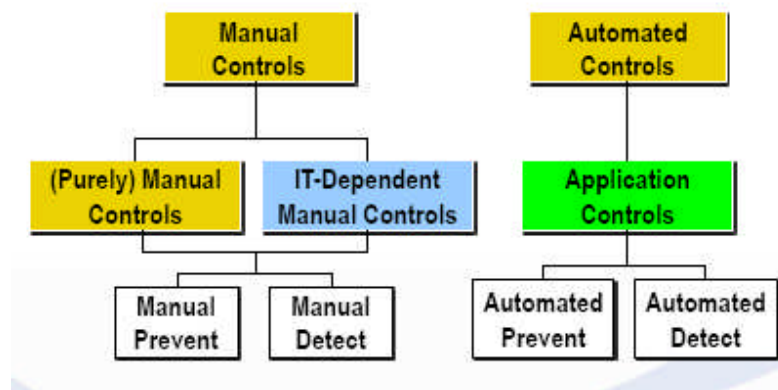 Manual
Controls
Automated
Controls
(Purely) Manual
Controls
IT-Dependent
Manual Controls
Application
Controls
Manual
Prevent
Manual
Detect
Automated
Prevent
Automated
Detect